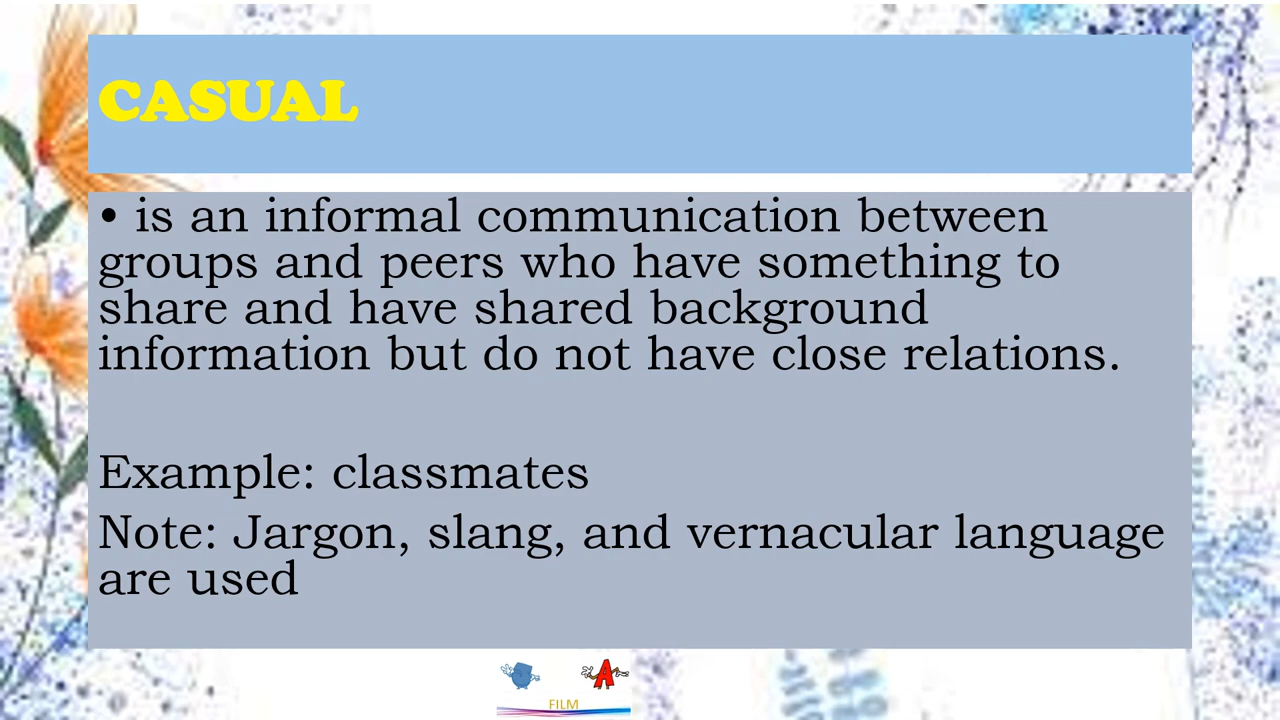 CASUAL
• is an informal communication between
groups and peers who have something to
share and have shared background
information but do not have close relations.
Example: classmates
Note: Jargon, slang, and vernacular language
are used
A
FILM